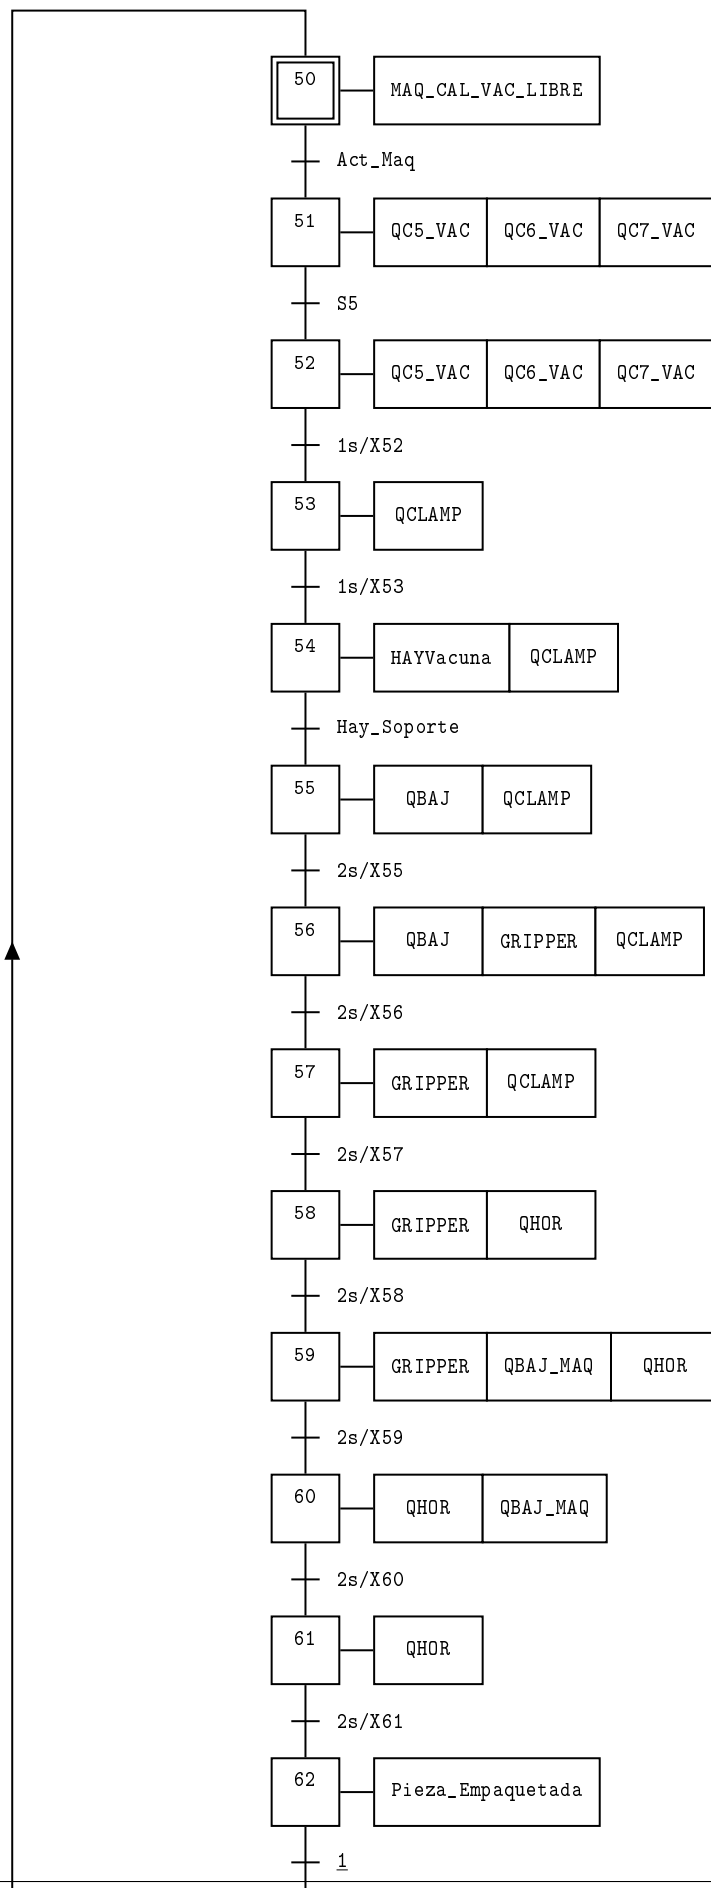 50 MAQ_CAL_VAC_LIBRE
Act_Maq
51 QC5_VAC QC6_VAC QC7_VAC
S5
52 QC5_VAC QC6_VAC QC7_VAC
1s/X52
53 QCLAMP
1s/X53
54 HAYVacuna QCLAMP
Hay_Soporte
55 QBAJ QCLAMP
2s/X55
56 QBAJ GRIPPER QCLAMP
2s/X56
57 GRIPPER QCLAMP
2s/X57
58 GRIPPER QHOR
2s/X58
59 GRIPPER QBAJ_MAQ QHOR
2s/X59
60 QHOR QBAJ_MAQ
2s/X60
61 QHOR
2s/X61
62 Pieza_Empaquetada
1